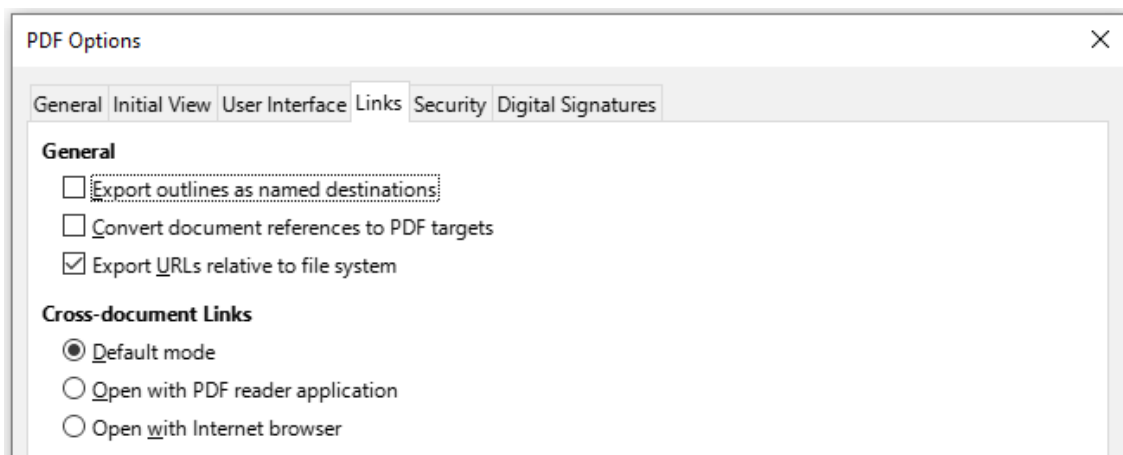 PDF Options
General Initial View User Interface Links Security Digital Signatures
General
Export outlines as named destinations
Convert document references to PDF targets
Export URLs relative to file system
Cross-document Links
Default mode
Open with PDF reader application
Open with Internet browser